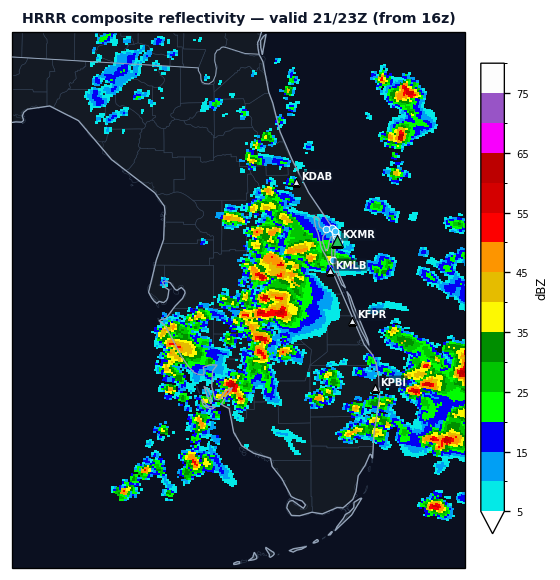 HRRR composite reflectivity — valid 21/23Z (from 16z)
75
65
55
45
35
25
15
5
dBZ
KDAB
KXMR
KMLB
KFPR
KPBI